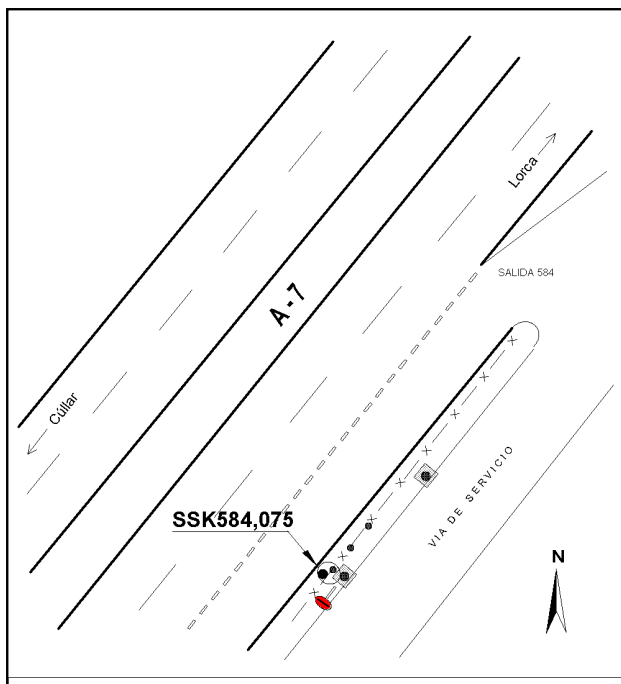 Lorca
SALIDA 584
A - 7
Cúllar
VIA DE SERVICIO
SSK584,075
N